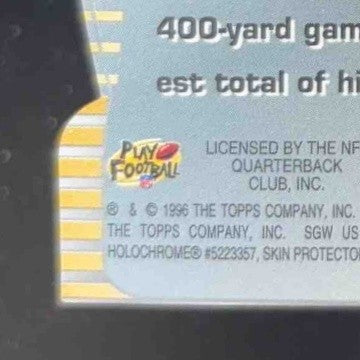 400-yard gam
est total of hi
PLAY
FOOTBALL
LICENSED BY THE NF
QUARTERBACK
CLUB, INC.
® & © 1996 THE TOPPS COMPANY, INC.
THE TOPPS COMPANY, INC. SGW US
HOLOCHROME® #5223357, SKIN PROTECTO